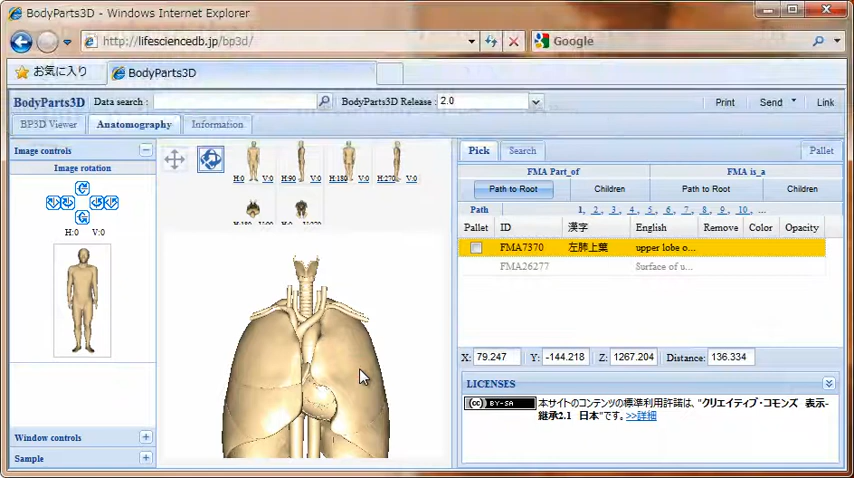 BodyParts3D - Windows Internet Explorer
http://lifesciencedb.jp/bp3d/
Google
お気に入り
BodyParts3D
BodyParts3D
Data search :
BodyParts3D Release :
2.0
Print
Send
Link
BP3D Viewer
Anatomography
Information
Image controls
Image rotation
H:0 V:0
H:0 V:0
H:90 V:0
H:180 V:0
H:270 V:0
Pick
Search
Pallet
FMA Part_of
FMA is_a
Path to Root
Children
Path to Root
Children
Path
1, 2, 3, 4, 5, 6, 7, 8, 9, 10, ...
Pallet ID 漢字 English Remove Color Opacity
FMA7370 左肺上葉 upper lobe o...
FMA26277 Surface of u...
X: 79.247 Y: -144.218 Z: 1267.204 Distance: 136.334
LICENSES
cc BY-SA
本サイトのコンテンツの標準利用許諾は、"クリエイティブ・コモンズ 表示-
継承2.1 日本"です。>>詳細
Window controls
Sample